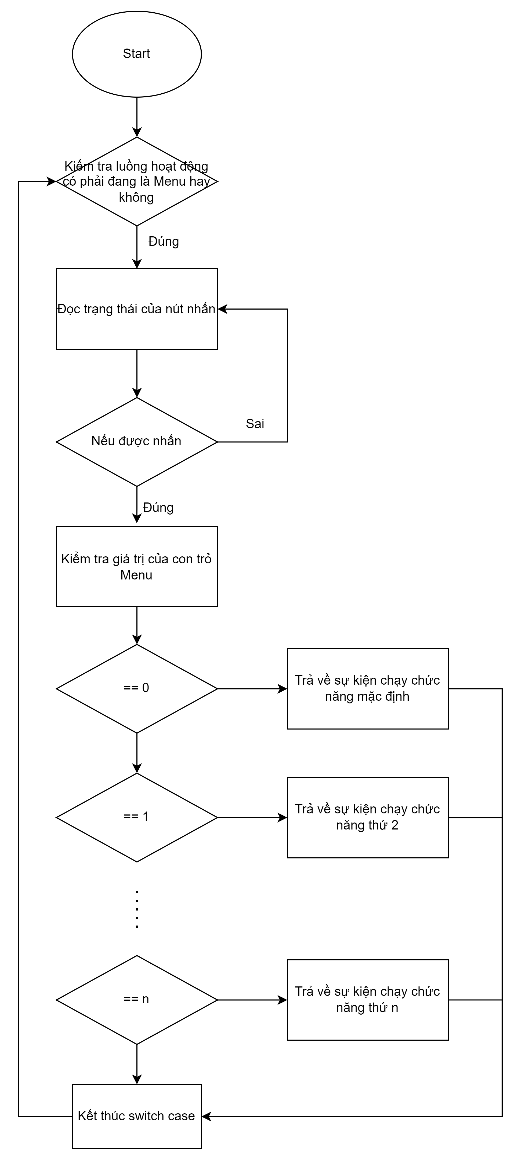 Start
Kiểm tra luồng hoạt động
có phải đang là Menu hay
không
Đúng
Đọc trạng thái của nút nhấn
Nếu được nhấn
Sai
Đúng
Kiểm tra giá trị của con trỏ
Menu
== 0
Trả về sự kiện chạy chức
năng mặc định
== 1
Trả về sự kiện chạy chức
năng thứ 2
== n
Trả về sự kiện chạy chức
năng thứ n
Kết thúc switch case